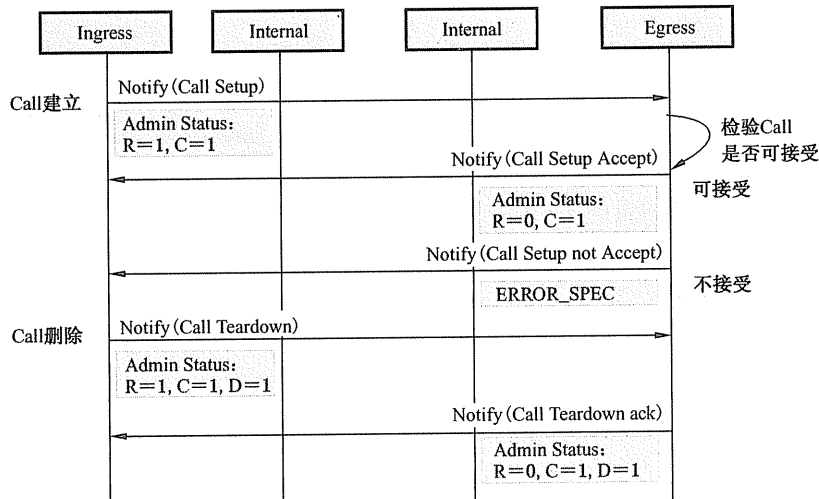 Ingress
Internal
Internal
Egress
Notify(Call Setup)
Call建立
Admin Status:
R=1, C=1
检验Call
是否可接受
Notify(Call Setup Accept)
可接受
Admin Status:
R=0, C=1
Notify(Call Setup not Accept)
不接受
ERROR_SPEC
Notify(Call Teardown)
Call删除
Admin Status:
R=1, C=1, D=1
Notify(Call Teardown ack)
Admin Status:
R=0, C=1, D=1